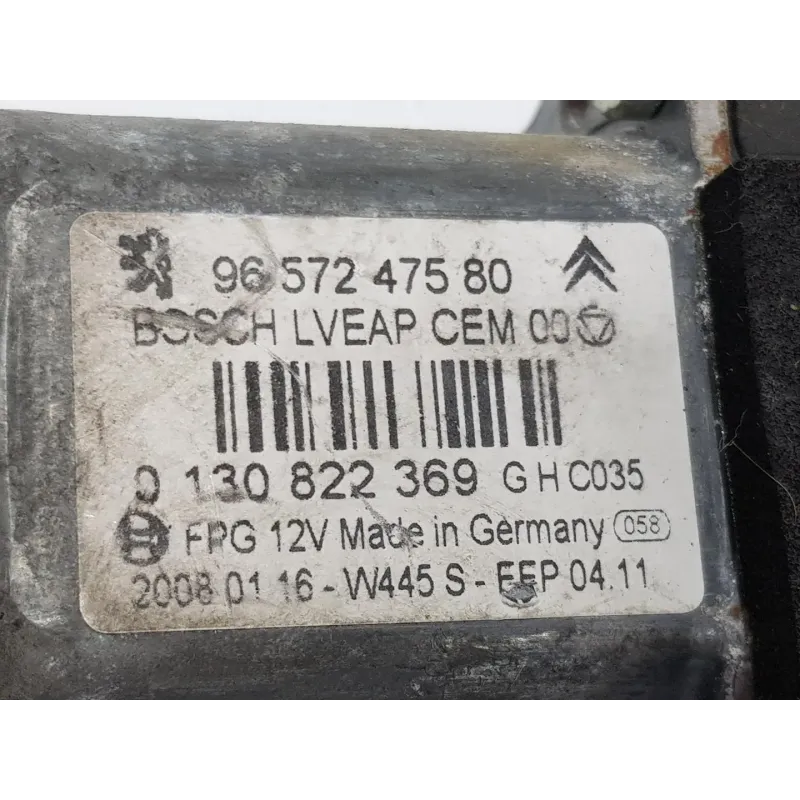 96 572 475 80
BOSCH LVEAP CEM 00
0 130 822 369 G H C035
FPG 12V Made in Germany 058
2008 01 16 - W445 S - EEP 04.11